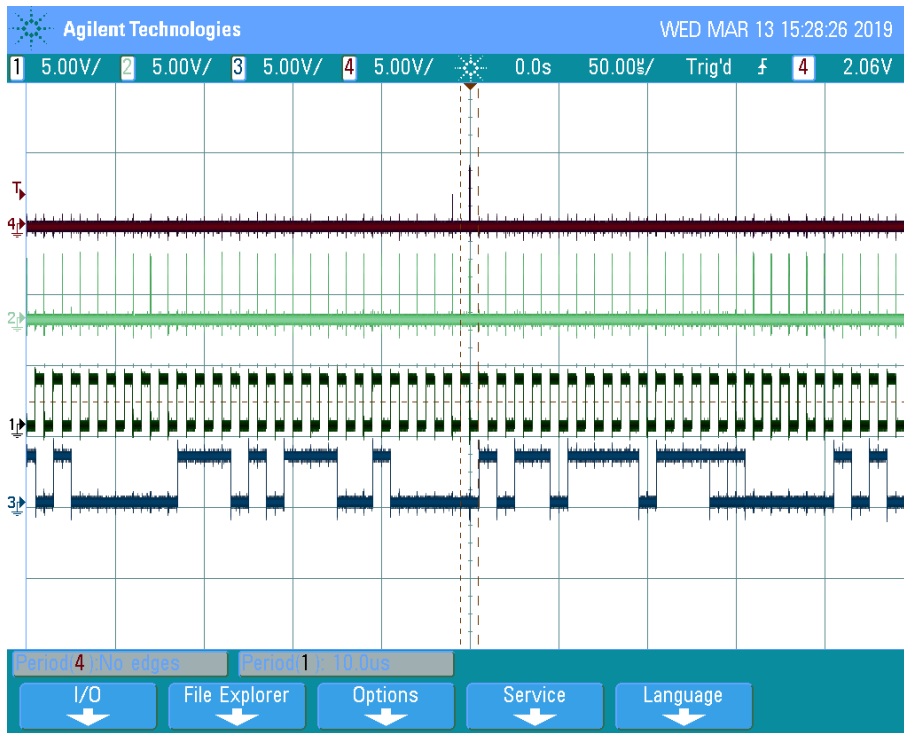 Agilent Technologies WED MAR 13 15:28:26 2019
1 5.00V/ 2 5.00V/ 3 5.00V/ 4 5.00V/ 0.0s 50.00µs/ Trig'd 4 2.06V
T
4
2
1
3
Period(4):No edges Period(1): 10.0us
I/O File Explorer Options Service Language